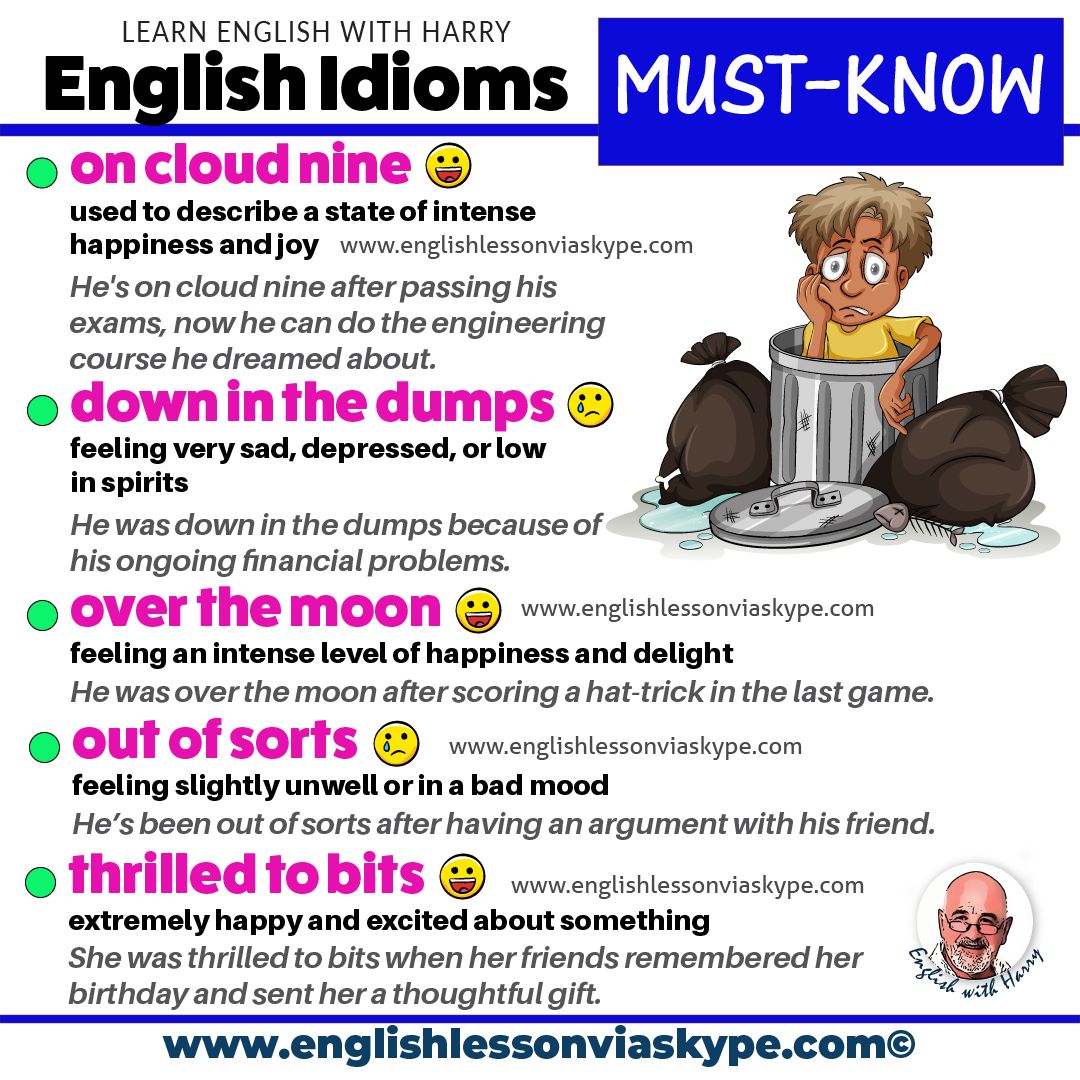 LEARN ENGLISH WITH HARRY
English Idioms
MUST-KNOW
on cloud nine
used to describe a state of intense
happiness and joy
www.englishlessonviaskype.com
He's on cloud nine after passing his
exams, now he can do the engineering
course he dreamed about.
down in the dumps
feeling very sad, depressed, or low
in spirits
He was down in the dumps because of
his ongoing financial problems.
over the moon
www.englishlessonviaskype.com
feeling an intense level of happiness and delight
He was over the moon after scoring a hat-trick in the last game.
out of sorts
www.englishlessonviaskype.com
feeling slightly unwell or in a bad mood
He’s been out of sorts after having an argument with his friend.
thrilled to bits
www.englishlessonviaskype.com
extremely happy and excited about something
She was thrilled to bits when her friends remembered her
birthday and sent her a thoughtful gift.
English with Harry
www.englishlessonviaskype.com©